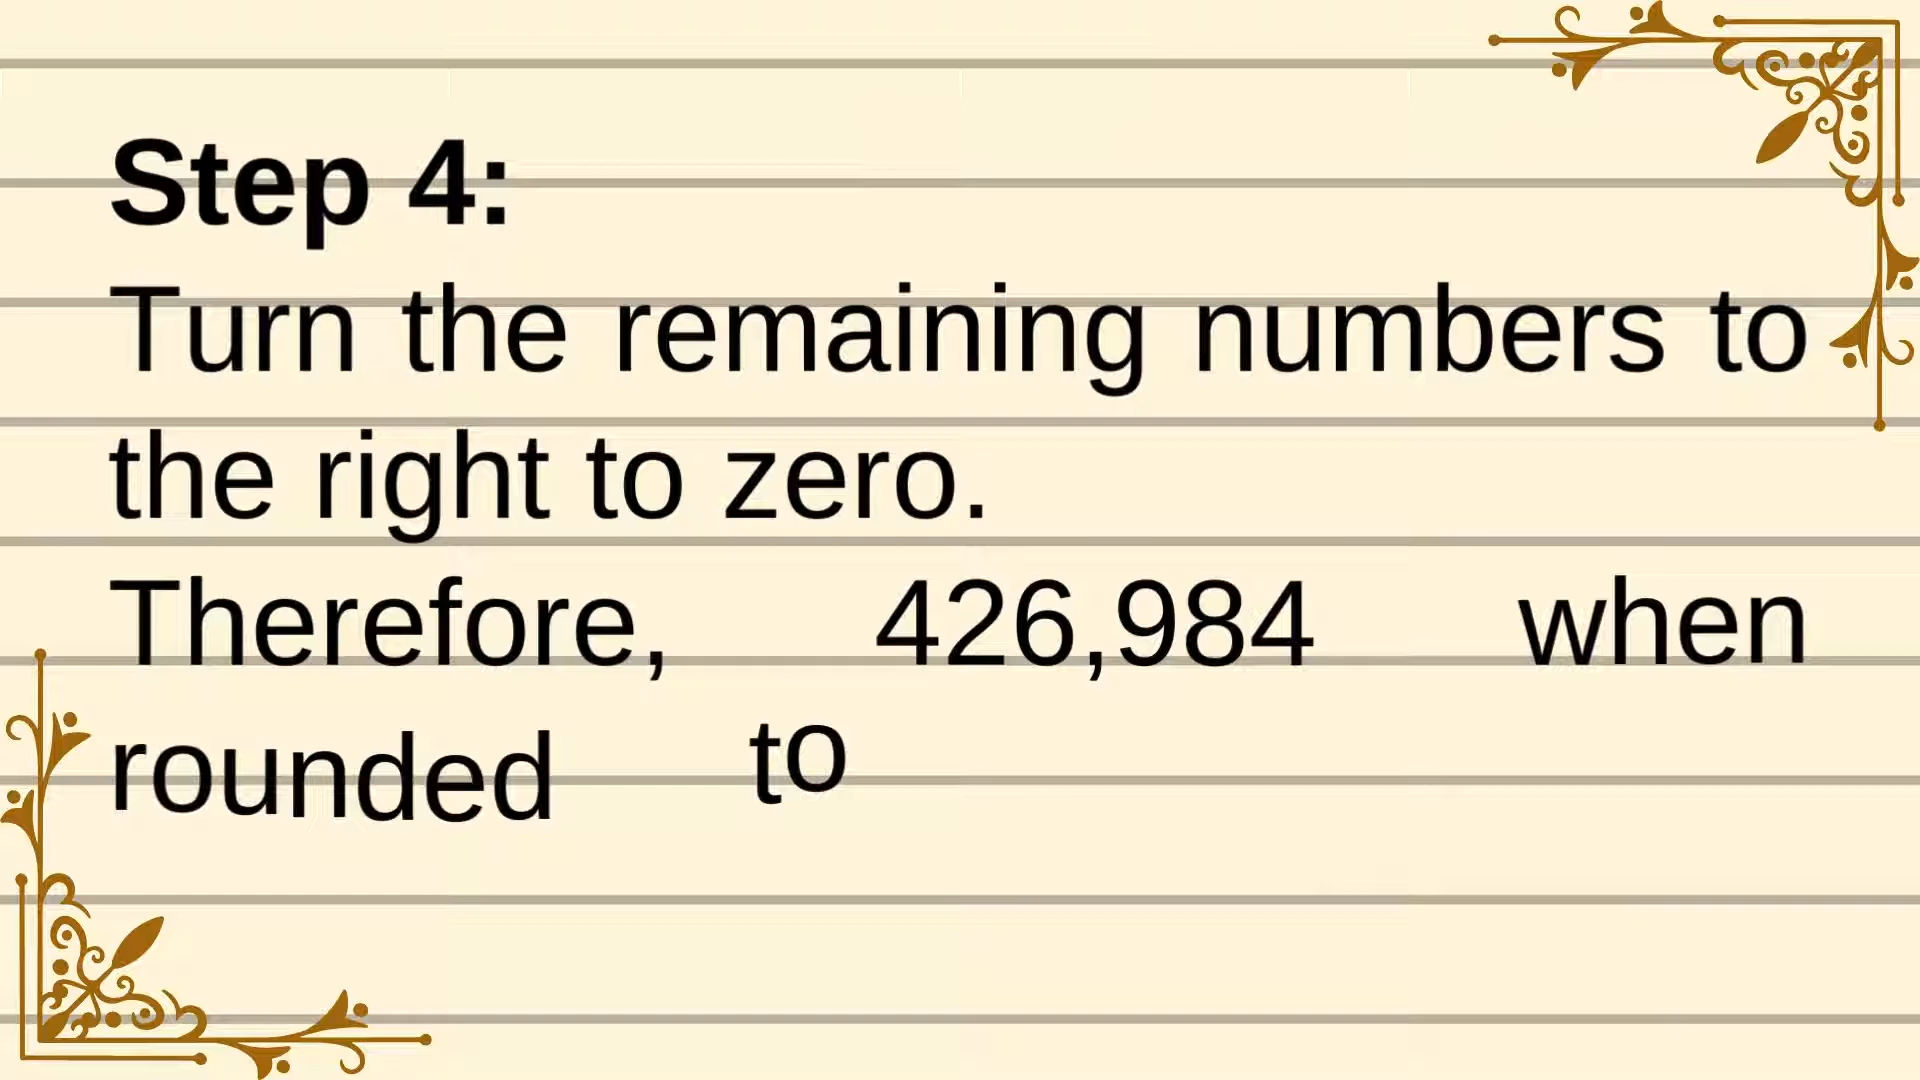 Step 4:
Turn the remaining numbers to
the right to zero.
Therefore, 426,984 when
rounded to